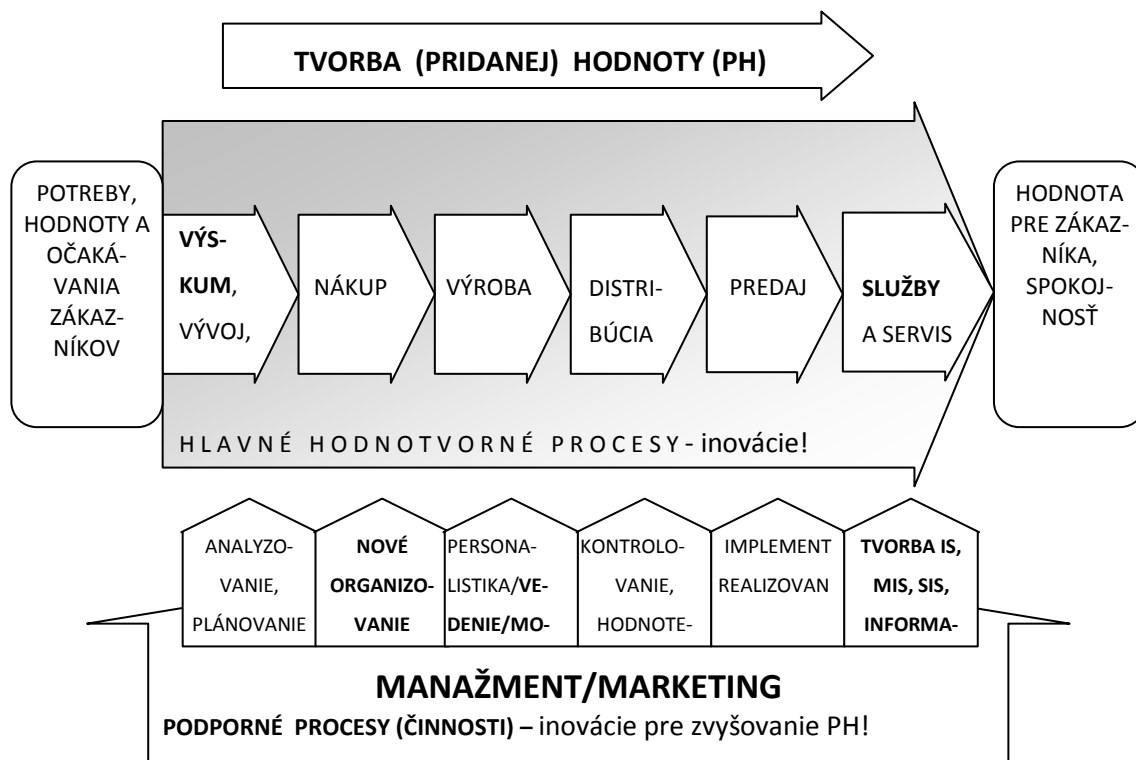 TVORBA (PRIDANEJ) HODNOTY (PH)
POTREBY,
HODNOTY A
OČAKÁ-
VANIA
ZÁKAZ-
NÍKOV
VÝS-
KUM,
VÝVOJ,
NÁKUP
VÝROBA
DISTRI-
BÚCIA
PREDAJ
SLUŽBY
A SERVIS
HODNOTA
PRE ZÁKAZ-
NÍKA,
SPOKOJ-
NOSŤ
HLAVNÉ HODNOTVORNÉ PROCESY - inovácie!
ANALYZO-
VANIE,
PLÁNOVANIE
NOVÉ
ORGANIZO-
VANIE
PERSONA-
LISTIKA/VE-
DENIE/MO-
KONTROLO-
VANIE,
HODNOTE-
IMPLEMENT
REALIZOVAN
TVORBA IS,
MIS, SIS,
INFORMA-
MANAŽMENT/MARKETING
PODPORNÉ PROCESY (ČINNOSTI) – inovácie pre zvyšovanie PH!